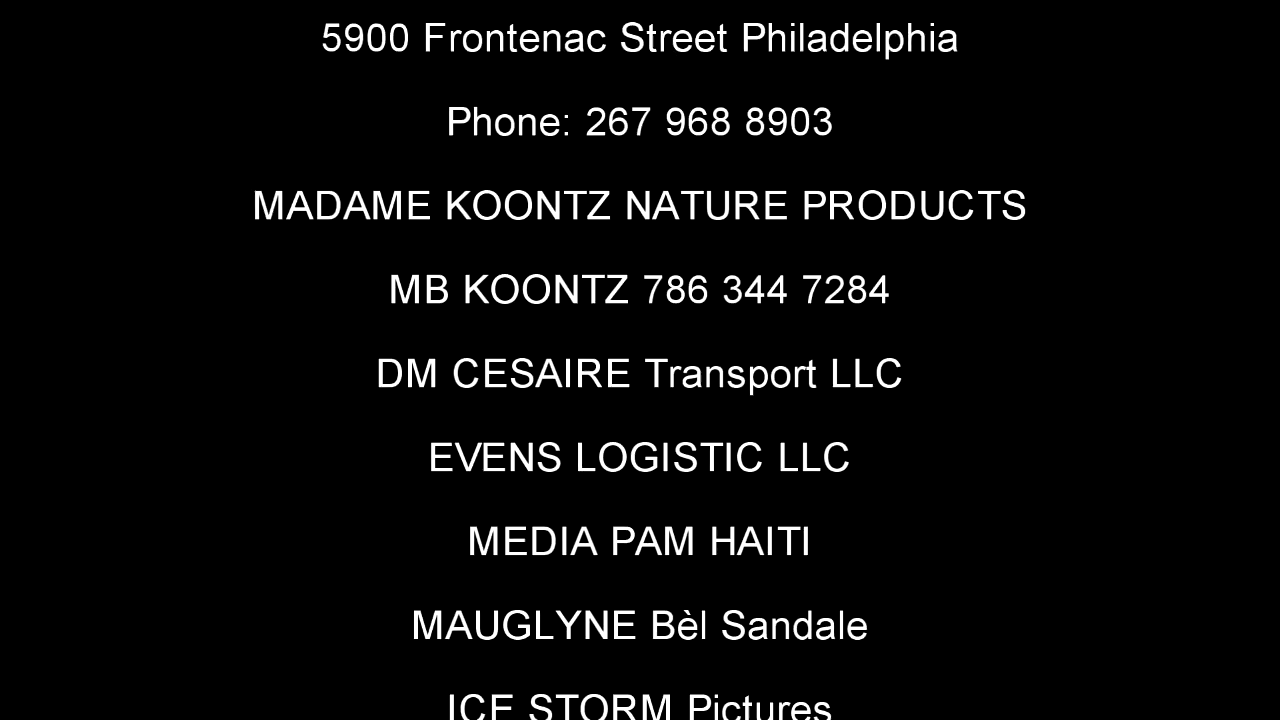 5900 Frontenac Street Philadelphia
Phone: 267 968 8903
MADAME KOONTZ NATURE PRODUCTS
MB KOONTZ 786 344 7284
DM CESAIRE Transport LLC
EVENS LOGISTIC LLC
MEDIA PAM HAITI
MAUGLYNE Bèl Sandale
ICE STORM Pictures